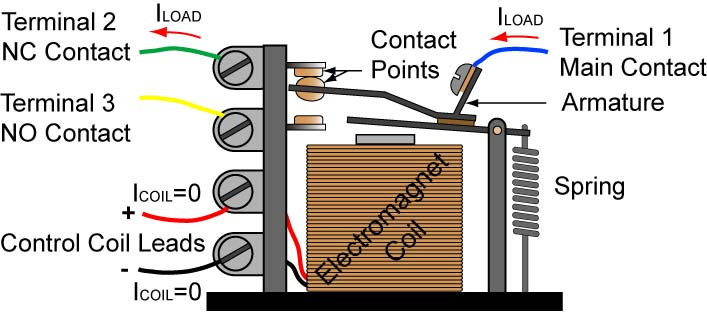 ILOAD
Terminal 2
NC Contact
Contact
Points
ILOAD
Terminal 1
Main Contact
Armature
Terminal 3
NO Contact
ICOIL=0
+
Control Coil Leads
-
ICOIL=0
Electromagnet
Coil
Spring